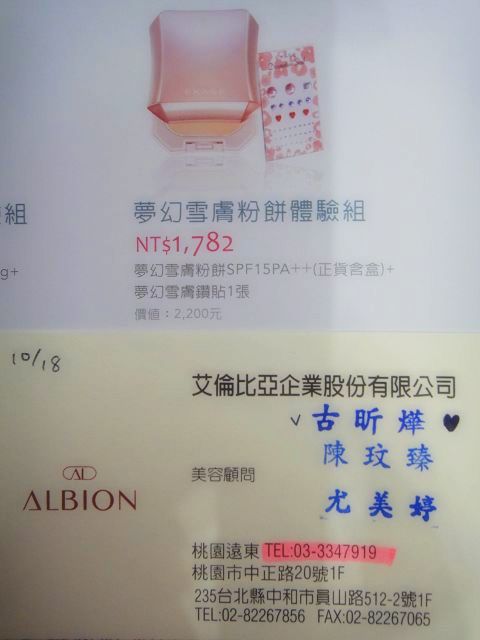 EXAGE
組
夢幻雪膚粉餅體驗組
NT$1,782
g+
夢幻雪膚粉餅SPF15PA++(正貨含盒)+
夢幻雪膚鑽貼1張
價值：2,200元
10/18
艾倫比亞企業股份有限公司
✓ 古昕燁 ♥
陳玟臻
美容顧問
尤美婷
AL
ALBION
桃園遠東 TEL:03-3347919
桃園市中正路20號1F
235台北縣中和市員山路512-2號1F
TEL:02-82267856 FAX:02-82267065